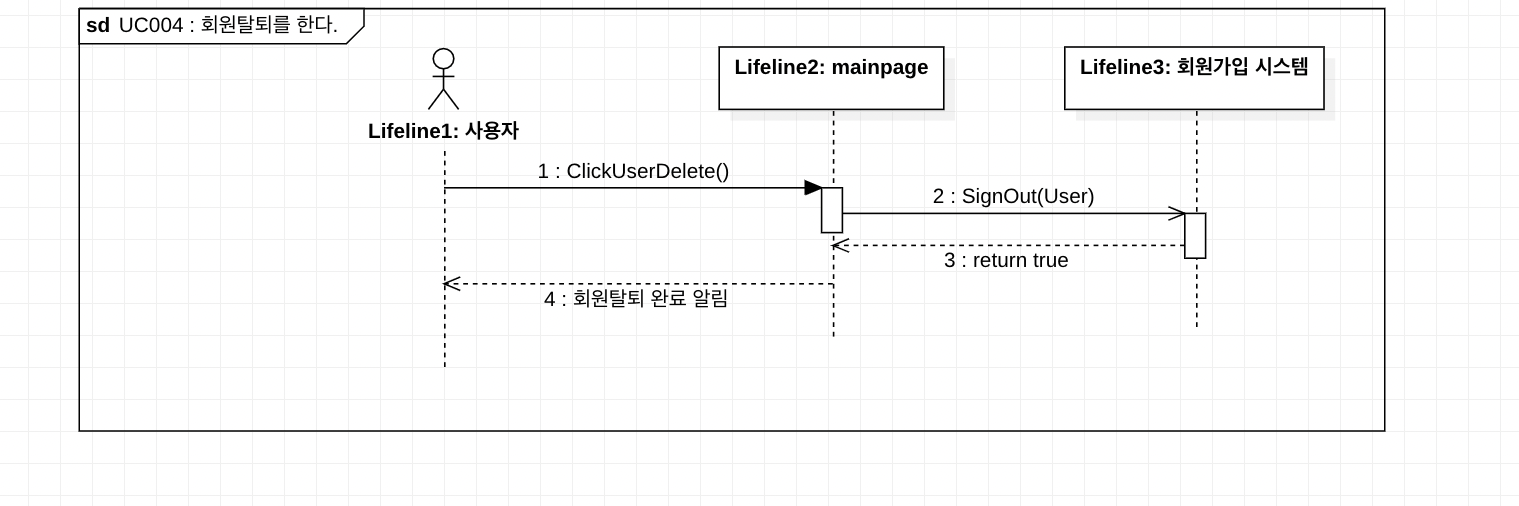 sd UC004 : 회원탈퇴를 한다.
Lifeline2: mainpage
Lifeline3: 회원가입 시스템
Lifeline1: 사용자
1 : ClickUserDelete()
2 : SignOut(User)
3 : return true
4 : 회원탈퇴 완료 알림